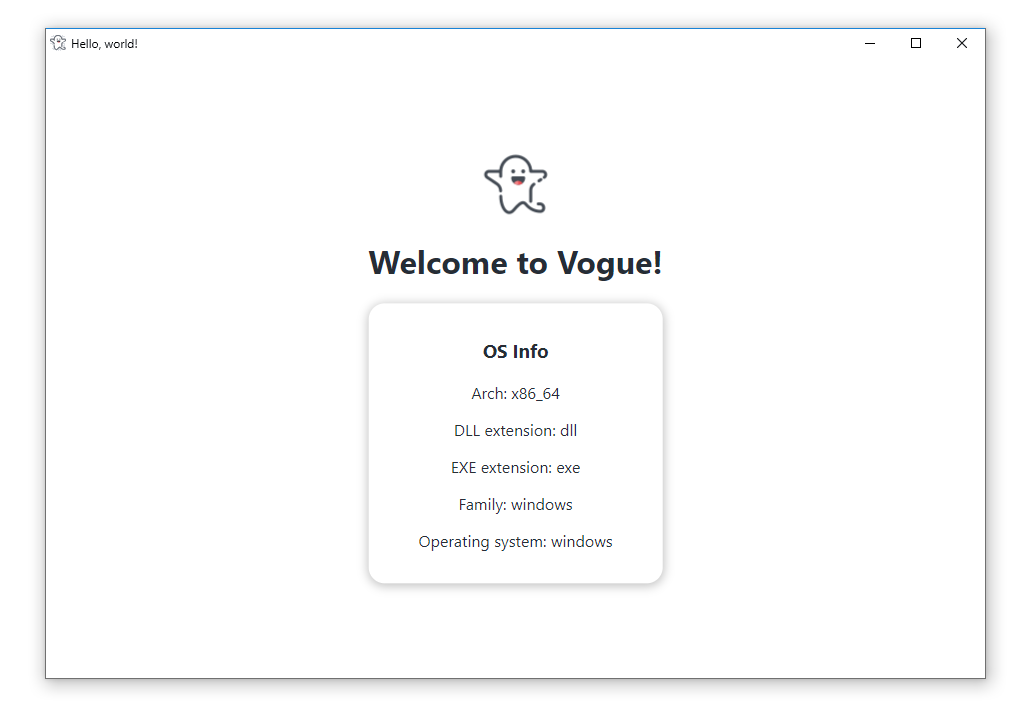 Hello, world!
Welcome to Vogue!
OS Info
Arch: x86_64
DLL extension: dll
EXE extension: exe
Family: windows
Operating system: windows